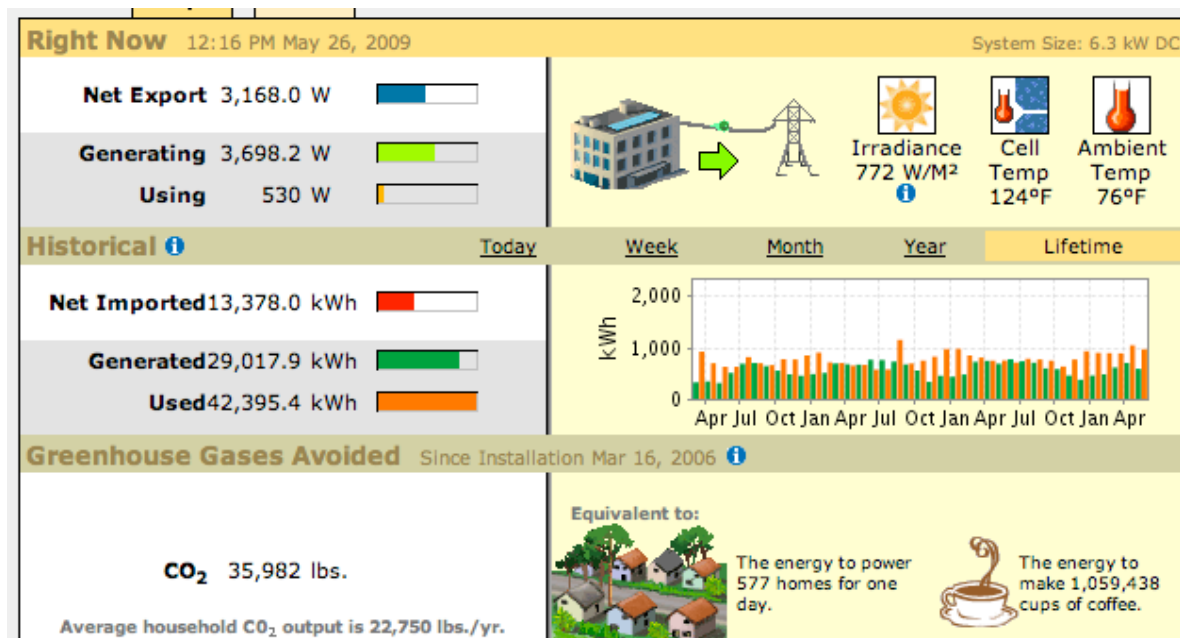 Right Now 12:16 PM May 26, 2009 System Size: 6.3 kW DC
Net Export 3,168.0 W
Generating 3,698.2 W
Using 530 W
Irradiance
772 W/M²
Cell
Temp
124ºF
Ambient
Temp
76ºF
Historical Today Week Month Year Lifetime
Net Imported 13,378.0 kWh
Generated 29,017.9 kWh
Used 42,395.4 kWh
kWh
2,000
1,000
0
Apr Jul Oct Jan Apr Jul Oct Jan Apr Jul Oct Jan Apr
Greenhouse Gases Avoided Since Installation Mar 16, 2006
CO₂ 35,982 lbs.
Average household CO₂ output is 22,750 lbs./yr.
Equivalent to:
The energy to power
577 homes for one
day.
The energy to
make 1,059,438
cups of coffee.